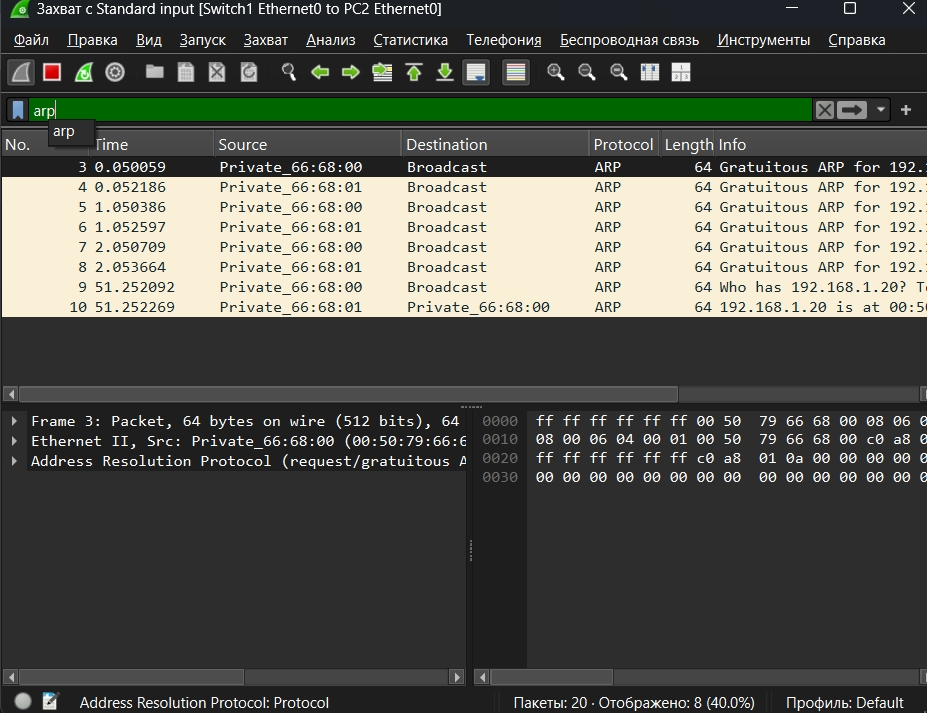 Захват с Standard input [Switch1 Ethernet0 to PC2 Ethernet0]
Файл Правка Вид Запуск Захват Анализ Статистика Телефония Беспроводная связь Инструменты Справка
arp
arp
No. Time Source Destination Protocol Length Info
3 0.050059 Private_66:68:00 Broadcast ARP 64 Gratuitous ARP for 192.
4 0.052186 Private_66:68:01 Broadcast ARP 64 Gratuitous ARP for 192.
5 1.050386 Private_66:68:00 Broadcast ARP 64 Gratuitous ARP for 192.
6 1.052597 Private_66:68:01 Broadcast ARP 64 Gratuitous ARP for 192.
7 2.050709 Private_66:68:00 Broadcast ARP 64 Gratuitous ARP for 192.
8 2.053664 Private_66:68:01 Broadcast ARP 64 Gratuitous ARP for 192.
9 51.252092 Private_66:68:00 Broadcast ARP 64 Who has 192.168.1.20?
10 51.252269 Private_66:68:01 Private_66:68:00 ARP 64 192.168.1.20 is at 00:5
Frame 3: Packet, 64 bytes on wire (512 bits), 64
Ethernet II, Src: Private_66:68:00 (00:50:79:66:6
Address Resolution Protocol (request/gratuitous
0000 ff ff ff ff ff ff 00 50 79 66 68 00 08 06
0010 08 00 06 04 00 01 00 50 79 66 68 00 c0 a8
0020 ff ff ff ff ff ff c0 a8 01 0a 00 00 00 00
0030 00 00 00 00 00 00 00 00 00 00 00 00 00 00
Address Resolution Protocol: Protocol
Пакеты: 20 · Отображено: 8 (40.0%)
Профиль: Default